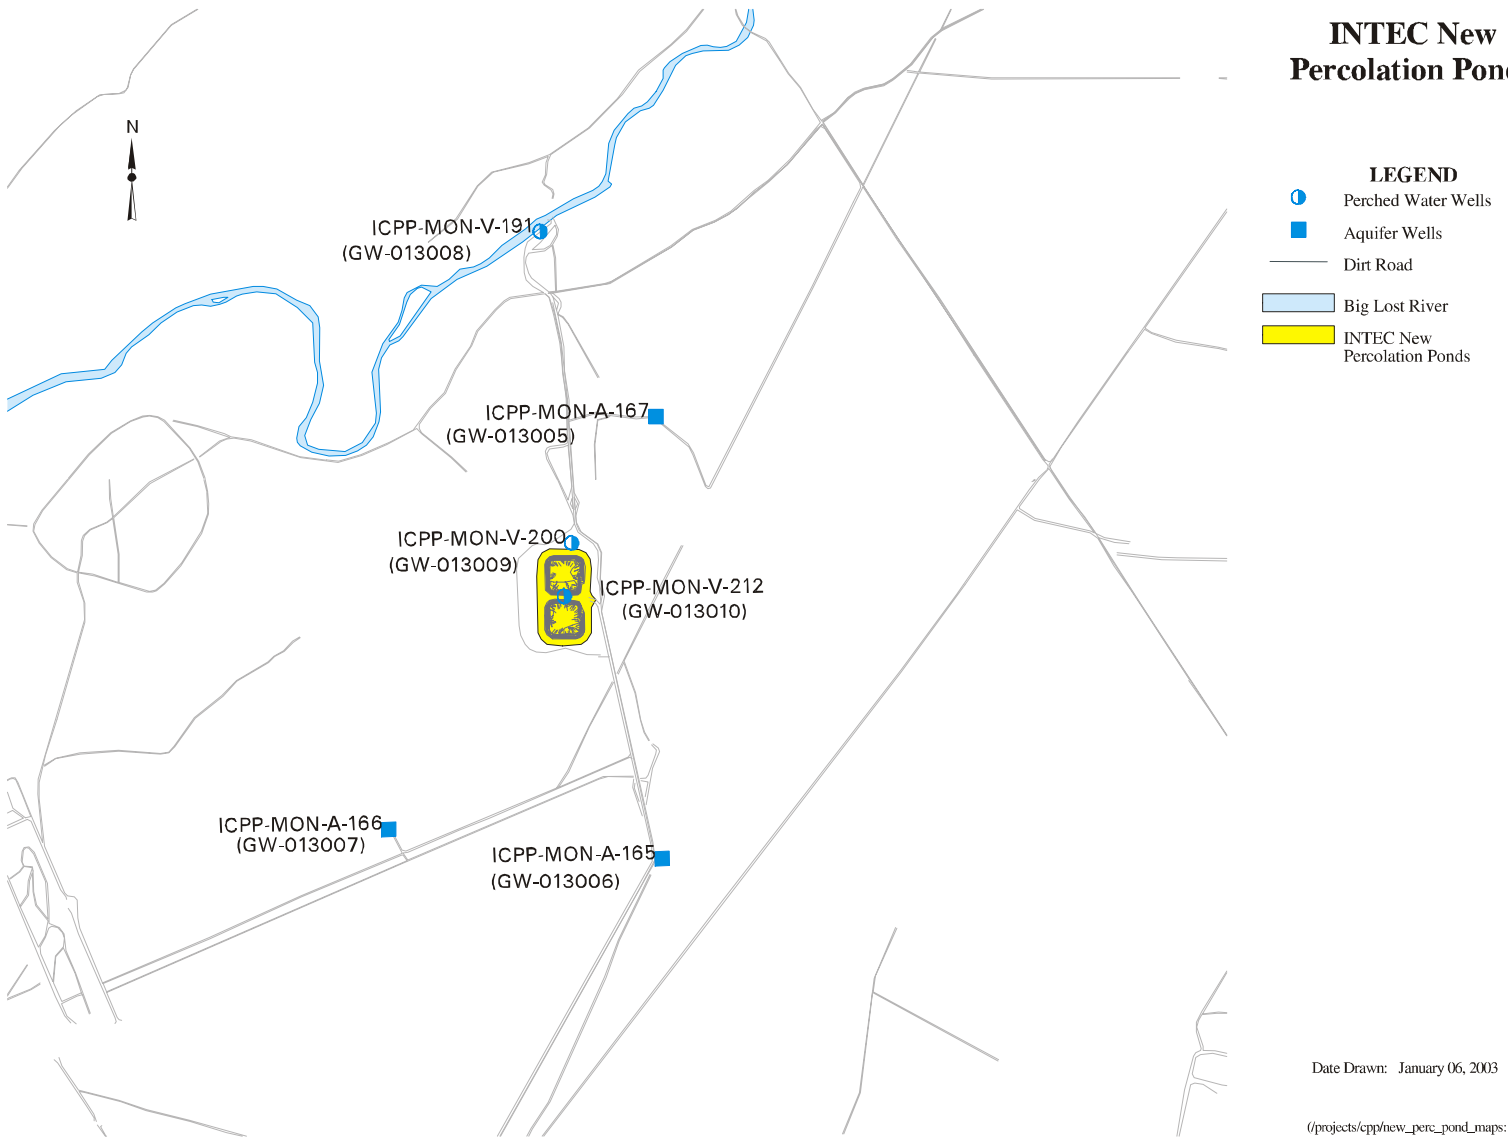 INTEC New
Percolation Pon
N
LEGEND
Perched Water Wells
Aquifer Wells
Dirt Road
Big Lost River
INTEC New
Percolation Ponds
ICPP-MON-V-191
(GW-013008)
ICPP-MON-A-167
(GW-013005)
ICPP-MON-V-200
(GW-013009)
ICPP-MON-V-212
(GW-013010)
ICPP-MON-A-166
(GW-013007)
ICPP-MON-A-165
(GW-013006)
Date Drawn: January 06, 2003
(/projects/cpp/new_perc_pond_maps: